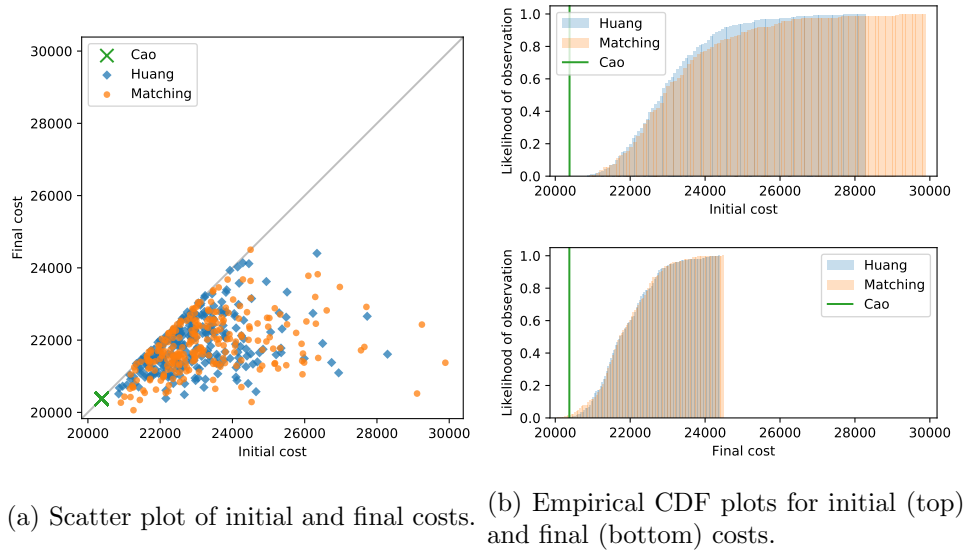 30000
28000
26000
24000
22000
20000
Final cost
Cao
Huang
Matching
20000 22000 24000 26000 28000 30000
Initial cost
1.0
0.8
0.6
0.4
0.2
0.0
Likelihood of observation
Huang
Matching
Cao
20000 22000 24000 26000 28000 30000
Initial cost
1.0
0.8
0.6
0.4
0.2
0.0
Likelihood of observation
Huang
Matching
Cao
20000 22000 24000 26000 28000 30000
Final cost
(a) Scatter plot of initial and final costs.
(b) Empirical CDF plots for initial (top)
and final (bottom) costs.